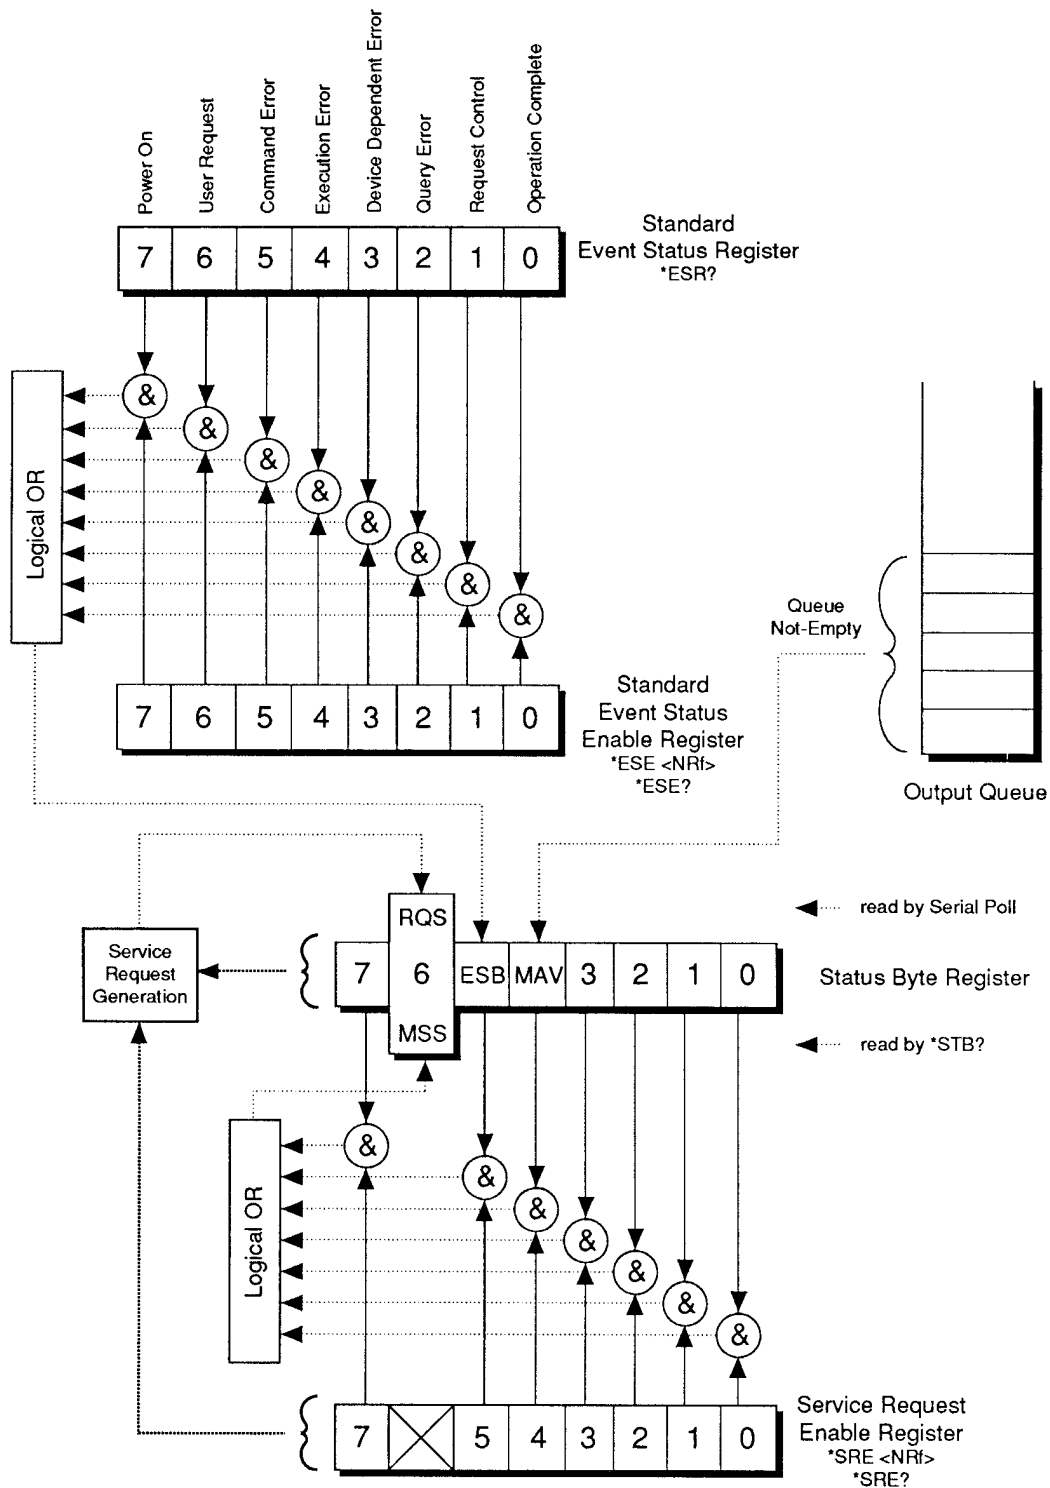 Power On
User Request
Command Error
Execution Error
Device Dependent Error
Query Error
Request Control
Operation Complete
7 6 5 4 3 2 1 0
Standard
Event Status Register
*ESR?
&
&
&
&
&
&
&
&
Logical OR
Queue
Not-Empty
7 6 5 4 3 2 1 0
Standard
Event Status
Enable Register
*ESE <NRf>
*ESE?
Output Queue
RQS
read by Serial Poll
Service
Request
Generation
7 6 ESB MAV 3 2 1 0
Status Byte Register
MSS
read by *STB?
&
&
&
&
&
&
&
Logical OR
7 5 4 3 2 1 0
Service Request
Enable Register
*SRE <NRf>
*SRE?